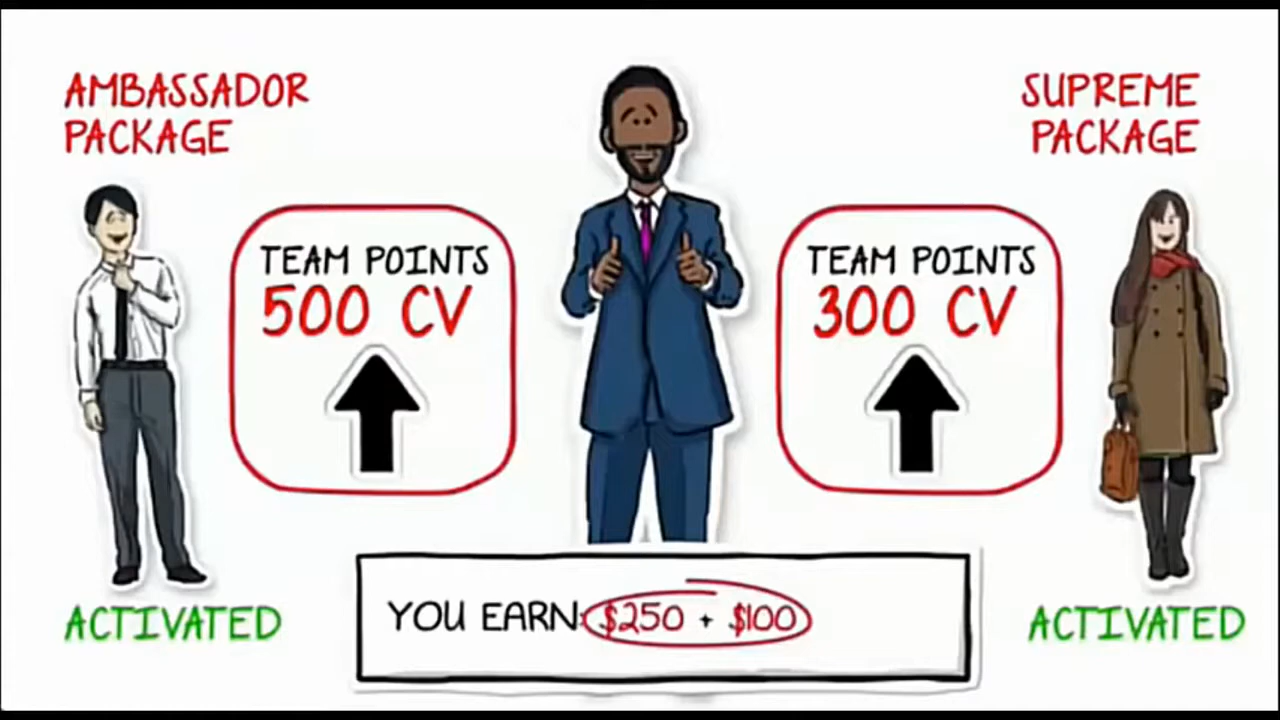 AMBASSADOR
PACKAGE
SUPREME
PACKAGE
TEAM POINTS
500 CV
TEAM POINTS
300 CV
ACTIVATED
YOU EARN: $250 + $100
ACTIVATED